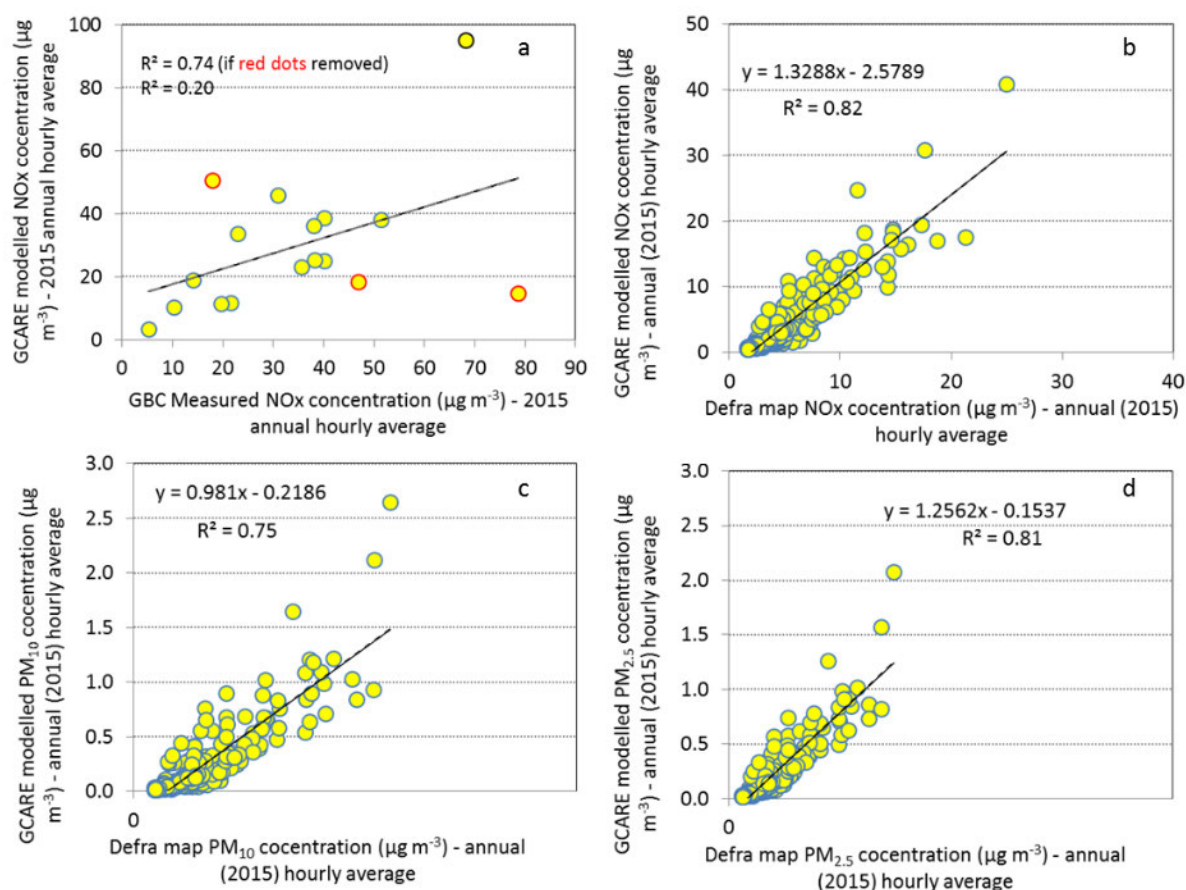 GCARE modelled NOx cocentration (µg
m⁻³) - 2015 annual hourly average
100
80
60
40
20
0
a
R² = 0.74 (if red dots removed)
R² = 0.20
0 10 20 30 40 50 60 70 80 90
GBC Measured NOx concentration (µg m⁻³) - 2015
annual hourly average
GCARE modelled NOx cocentration (µg
m⁻³) - annual (2015) hourly average
50
40
30
20
10
0
b
y = 1.3288x - 2.5789
R² = 0.82
0 10 20 30 40
Defra map NOx cocentration (µg m⁻³) - annual (2015)
hourly average
GCARE modelled PM₁₀ cocentration (µg
m⁻³) - annual (2015) hourly average
3.0
2.5
2.0
1.5
1.0
0.5
0.0
c
y = 0.981x - 0.2186
R² = 0.75
0
Defra map PM₁₀ cocentration (µg m⁻³) - annual
(2015) hourly average
GCARE modelled PM₂.₅ cocentration (µg
m⁻³) - annual (2015) hourly average
3.0
2.5
2.0
1.5
1.0
0.5
0.0
d
y = 1.2562x - 0.1537
R² = 0.81
0
Defra map PM₂.₅ cocentration (µg m⁻³) - annual
(2015) hourly average